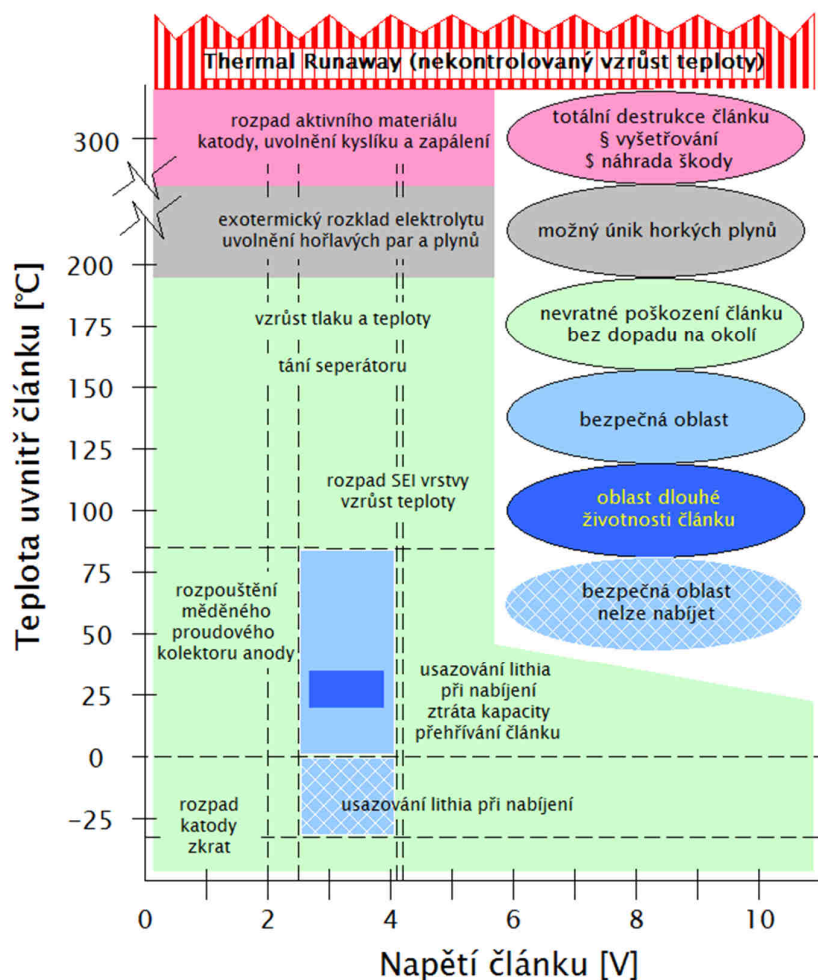 Thermal Runaway (nekontrolovaný vzrůst teploty)
rozpad aktivního materiálu
katody, uvolnění kyslíku a zapálení
totální destrukce článku
§ vyšetřování
$ náhrada škody
exotermický rozklad elektrolytu
uvolnění hořlavých par a plynů
možný únik horkých plynů
vzrůst tlaku a teploty
tání seperátoru
nevratné poškození článku
bez dopadu na okolí
bezpečná oblast
rozpad SEI vrstvy
vzrůst teploty
oblast dlouhé
životnosti článku
rozpouštění
měděného
proudového
kolektoru anody
bezpečná oblast
nelze nabíjet
usazování lithia
při nabíjení
ztráta kapacity
přehřívání článku
rozpad
katody
zkrat
usazování lithia při nabíjení
Teplota uvnitř článku [℃]
300
200
175
150
125
100
75
50
25
0
-25
0 2 4 6 8 10
Napětí článku [V]